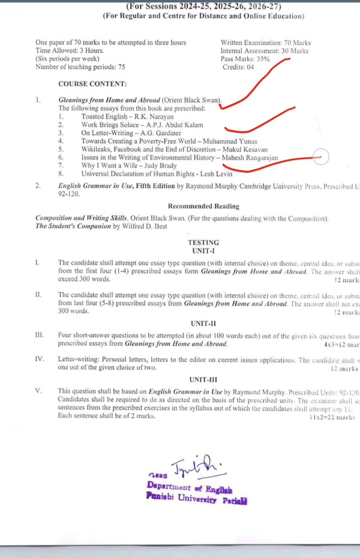 (For Sessions 2024-25, 2025-26, 2026-27)
(For Regular and Centre for Distance and Online Education)
One paper of 70 marks to be attempted in three hours
Written Examination: 70 Marks
Time Allowed: 3 Hours.
Internal Assessment: 30 Marks
(Six periods per week)
Pass Marks: 35%
Number of teaching periods: 75
Credits: 04
COURSE CONTENT:
1. Gleanings from Home and Abroad (Orient Black Swan).
The following essays from this book are prescribed:
1. Toasted English – R.K. Narayan
2. Work Brings Solace – A.P.J. Abdul Kalam
3. On Letter-Writing – A.G. Gardiner
4. Towards Creating a Poverty-Free World – Muhammad Yunus
5. Wikileaks, Facebook and the End of Discretion – Mukul Kesavan
6. Issues in the Writing of Environmental History – Mahesh Rangarajan
7. Why I Want a Wife – Judy Brady
8. Universal Declaration of Human Rights - Leah Levin
2. English Grammar in Use, Fifth Edition by Raymond Murphy Cambridge University Press, Prescribed U
92-120.
Recommended Reading
Composition and Writing Skills. Orient Black Swan. (For the questions dealing with the Composition).
The Student's Companion by Wilfred D. Best
TESTING
UNIT-I
I. The candidate shall attempt one essay type question (with internal choice) on theme, central idea, or
from the first four (1-4) prescribed essays form Gleanings from Home and Abroad. The answer shall
exceed 300 words.
12 mark
II. The candidate shall attempt one essay type question (with internal choice) on theme, central idea, or
from last four (5-8) prescribed essays from Gleanings from Home and Abroad. The answer shall not
300 words.
12 mark
UNIT-II
III. Four short-answer questions to be attempted (in about 100 words each) out of the given six questions
prescribed essays from Gleanings from Home and Abroad.
4x3=12 mar
IV. Letter-writing: Personal letters, letters to the editor on current issues applications. The candidate shall
one out of the given choice of two.
12 marks
UNIT-III
V. This question shall be based on English Grammar in Use by Raymond Murphy. Prescribed Units: 92-120
Candidates shall be required to do as directed on the basis of the prescribed units. The examiner shall
sentences from the prescribed exercises in the syllabus out of which the candidates shall attempt any 11.
Each sentence shall be of 2 marks.
11x2=22 marks
Head
Department of English
Punjabi University Patiala